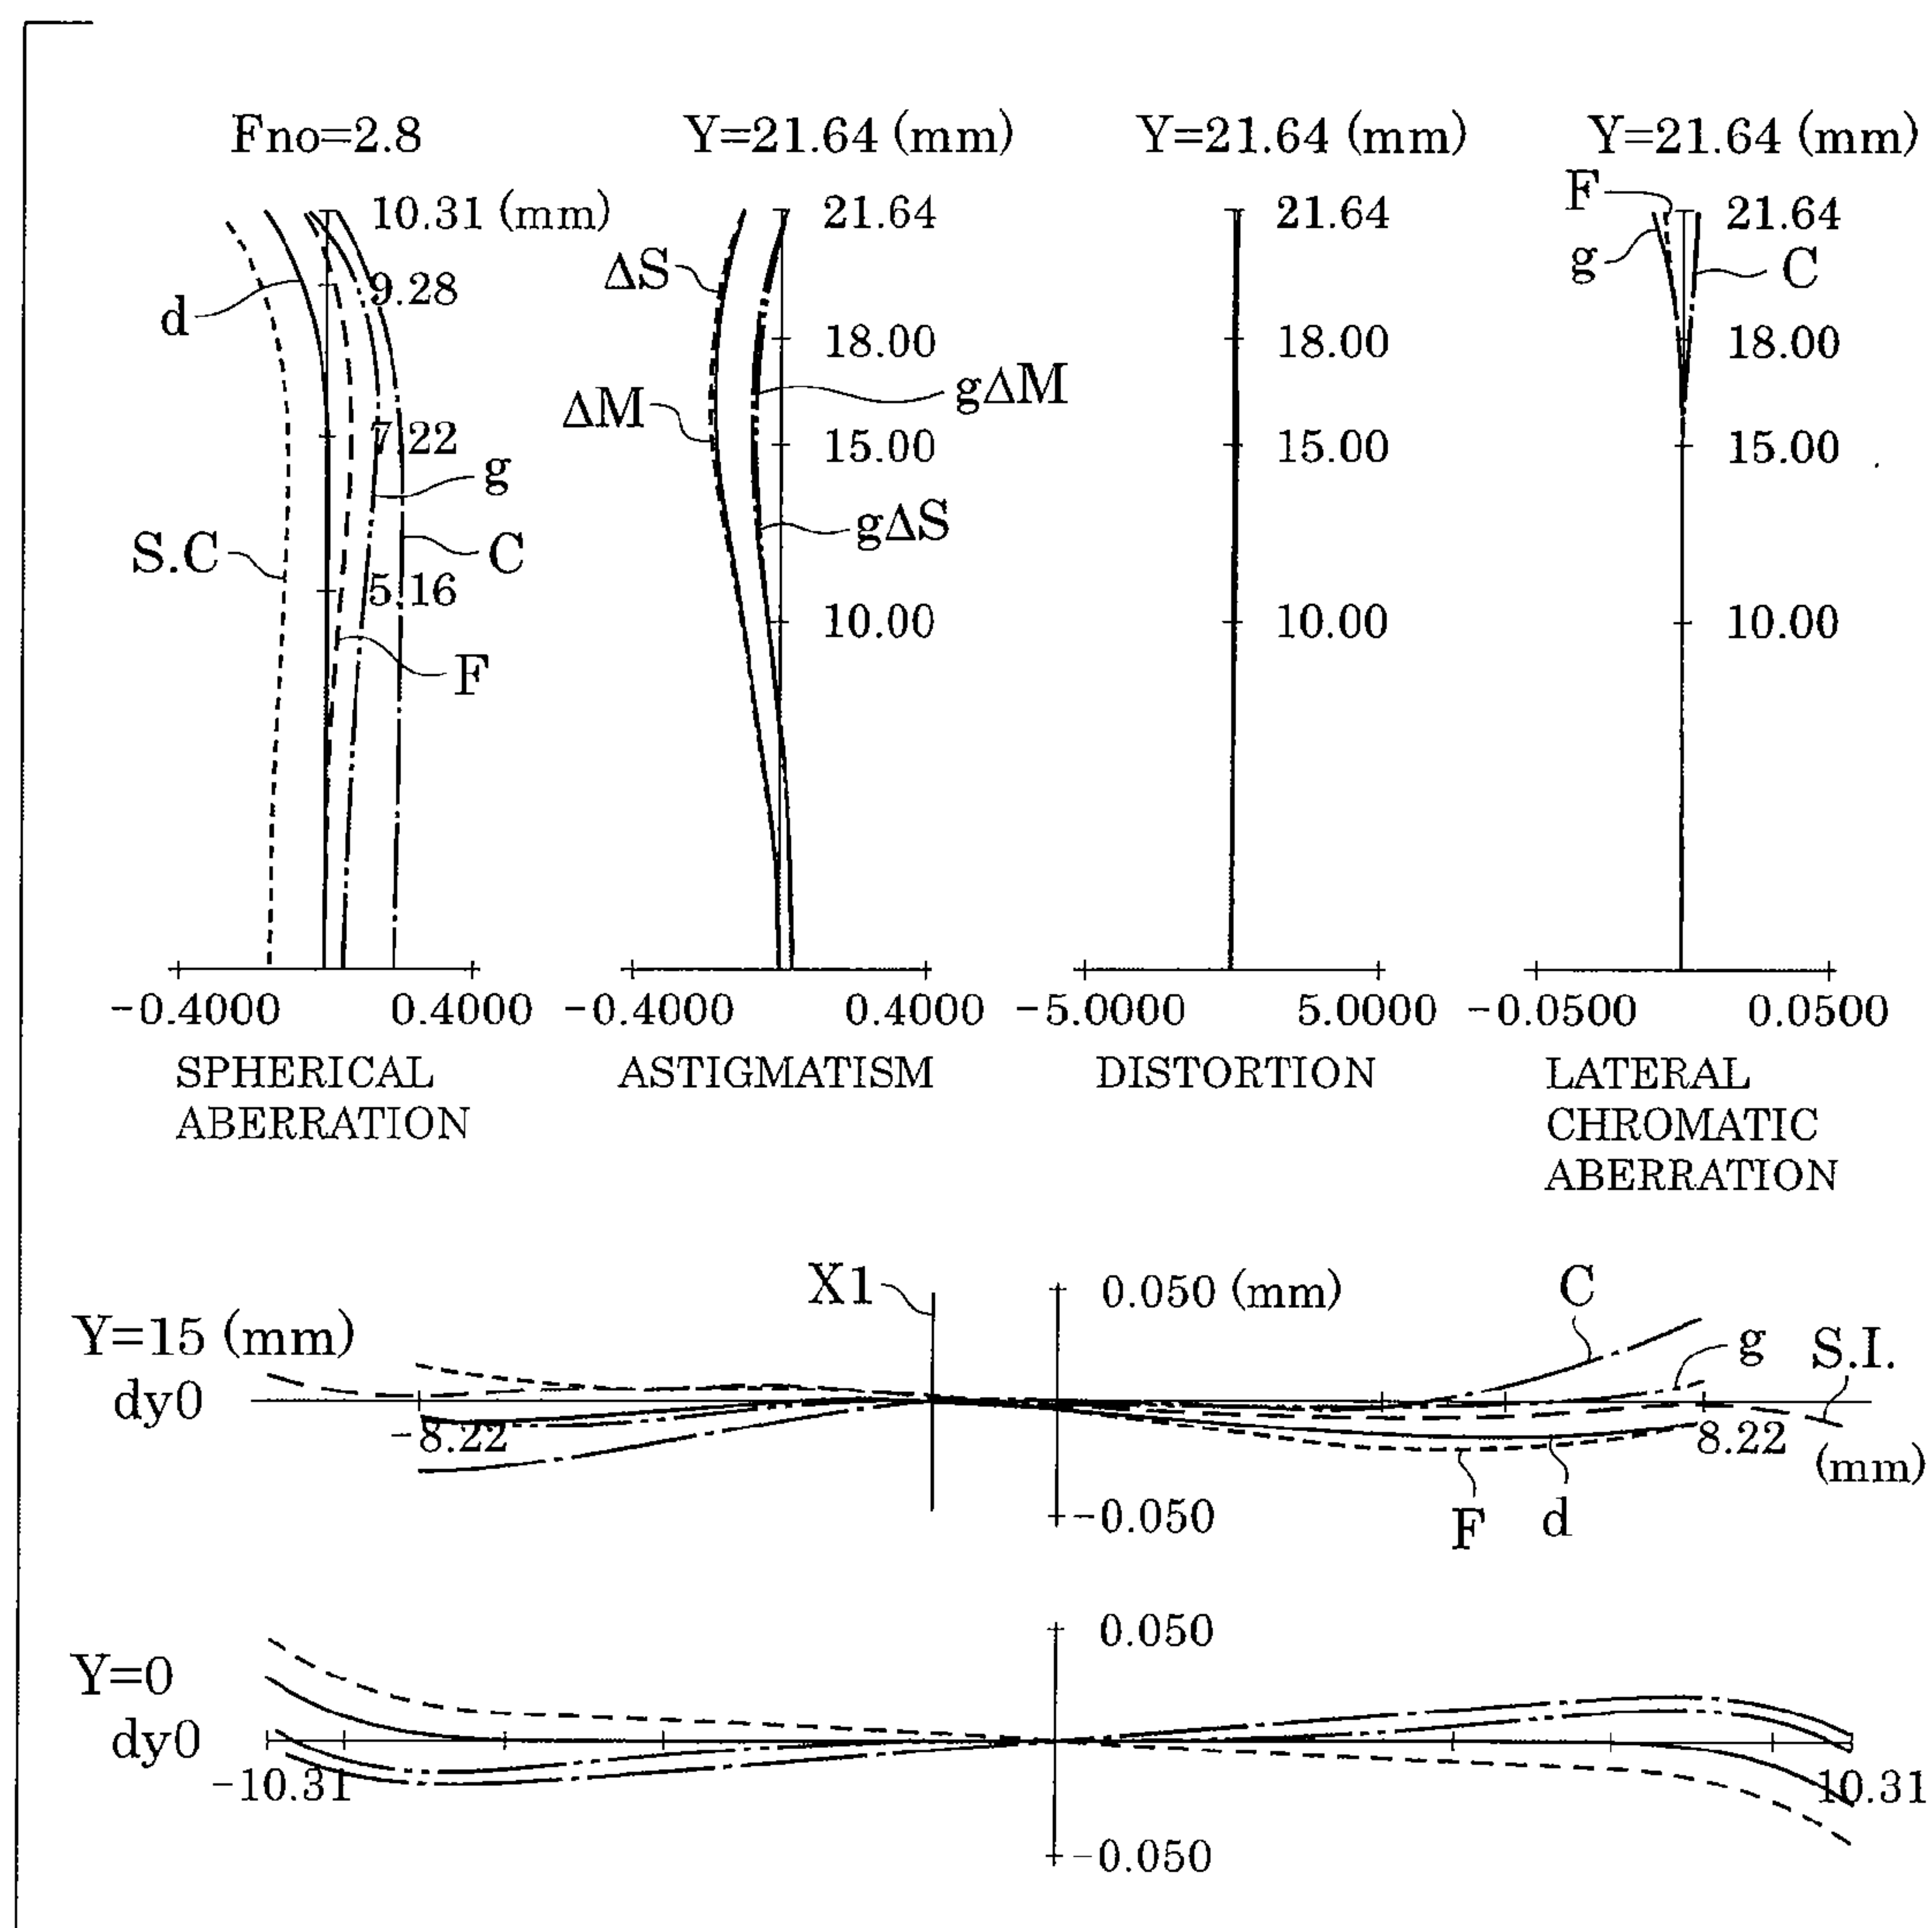 Fno=2.8
10.31 (mm)
9.28
7.22
5.16
d
S.C
g
C
F
-0.4000 0.4000
SPHERICAL
ABERRATION
Y=21.64 (mm)
21.64
18.00
15.00
10.00
ΔS
ΔM
gΔM
gΔS
-0.4000 0.4000
ASTIGMATISM
Y=21.64 (mm)
21.64
18.00
15.00
10.00
-5.0000 5.0000
DISTORTION
Y=21.64 (mm)
F
g
C
21.64
18.00
15.00
10.00
-0.0500 0.0500
LATERAL
CHROMATIC
ABERRATION
X1
0.050 (mm)
C
g
S.I.
Y=15 (mm)
dy0
-8.22
8.22
(mm)
-0.050
F
d
0.050
Y=0
dy0
-10.31
10.31
-0.050